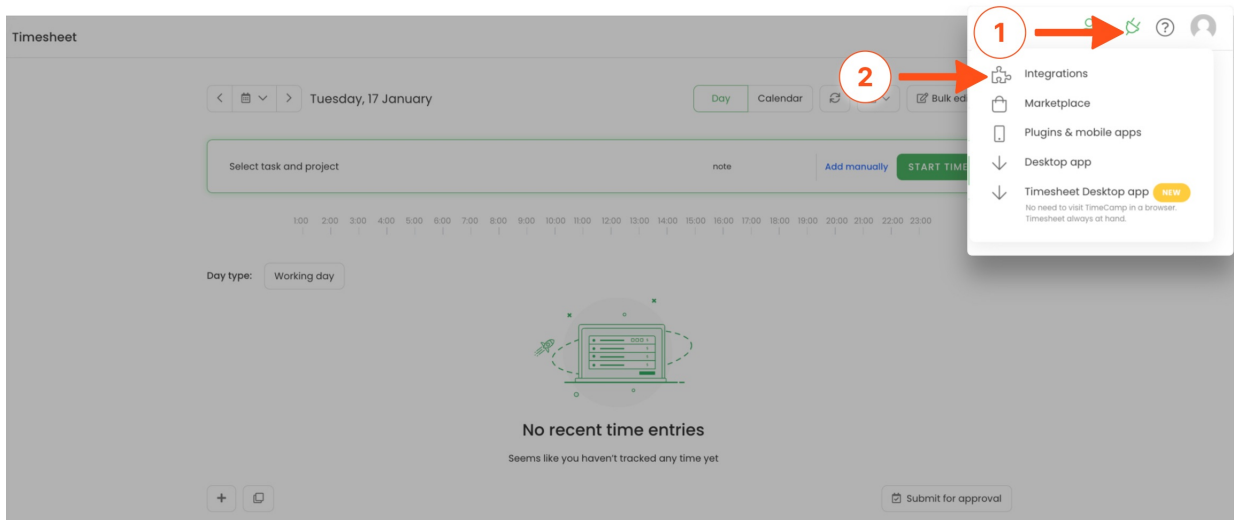 Timesheet
1
2
Integrations
Marketplace
Plugins & mobile apps
Desktop app
Timesheet Desktop app NEW
No need to visit TimeCamp in a browser.
Timesheet always at hand.
Tuesday, 17 January
Day Calendar
Bulk
Select task and project note Add manually START
1:00 2:00 3:00 4:00 5:00 6:00 7:00 8:00 9:00 10:00 11:00 12:00 13:00 14:00 15:00 16:00 17:00 18:00 19:00 20:00 21:00 22:00 23:00
Day type: Working day
No recent time entries
Seems like you haven't tracked any time yet
Submit for approval